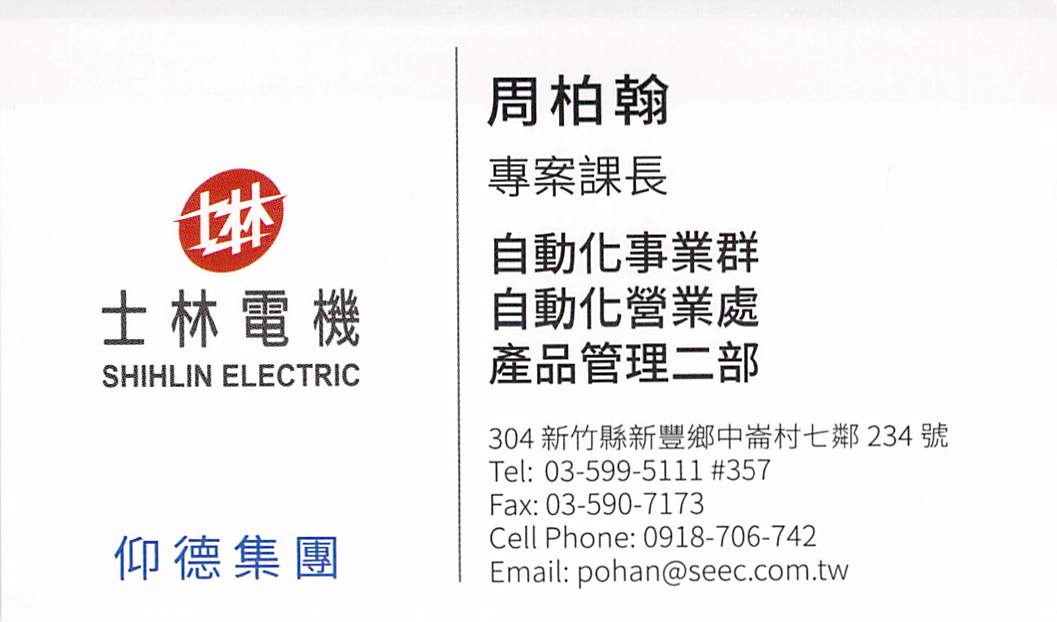 士林
士林電機
SHIHLIN ELECTRIC
仰德集團
周柏翰
專案課長
自動化事業群
自動化營業處
產品管理二部
304 新竹縣新豐鄉中崙村七鄰 234 號
Tel: 03-599-5111 #357
Fax: 03-590-7173
Cell Phone: 0918-706-742
Email: pohan@seec.com.tw